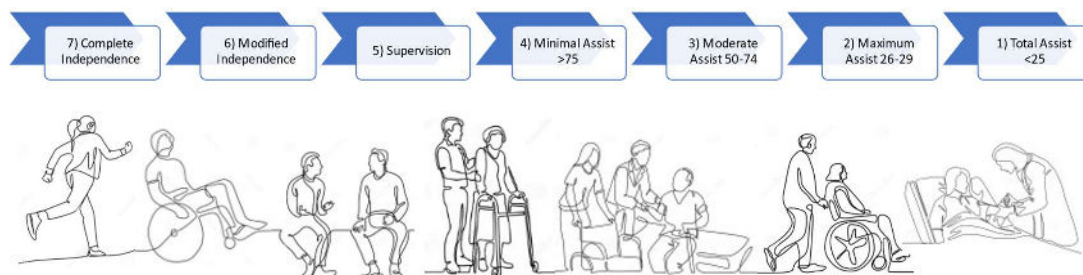 7) Complete
Independence
6) Modified
Independence
5) Supervision
4) Minimal Assist
>75
3) Moderate
Assist 50-74
2) Maximum
Assist 26-29
1) Total Assist
<25